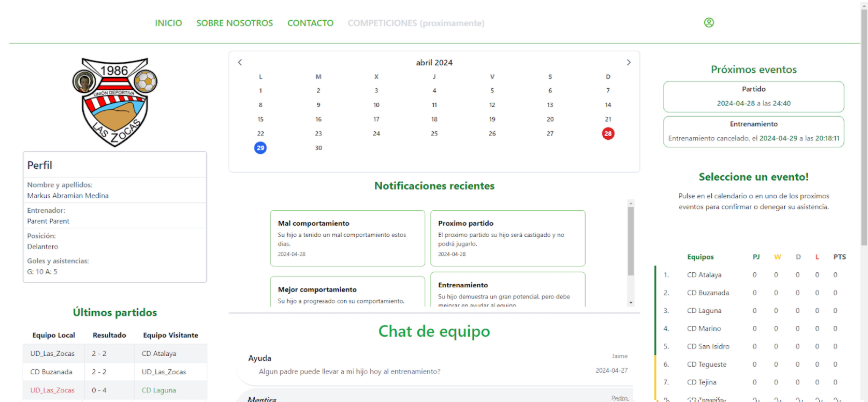 INICIO SOBRE NOSOTROS CONTACTO COMPETICIONES (proximamente)
1986
UNIÓN DEPORTIVA
LAS ZOCAS
Perfil
Nombre y apellidos:
Markus Abramian Medina
Entrenador:
Parent Parent
Posición:
Delantero
Goles y asistencias:
G: 10 A: 5
Últimos partidos
Equipo Local Resultado Equipo Visitante
UD_Las_Zocas 2 - 2 CD Atalaya
CD Buzanada 2 - 2 UD_Las_Zocas
UD_Las_Zocas 0 - 4 CD Laguna
abril 2024
L M X J V S D
1 2 3 4 5 6 7
8 9 10 11 12 13 14
15 16 17 18 19 20 21
22 23 24 25 26 27 28
29 30
Notificaciones recientes
Mal comportamiento
Su hijo a tenido un mal comportamiento estos
días.
2024-04-28
Proximo partido
El proximo partido su hijo será castigado y no
podrá jugarlo.
2024-04-28
Mejor comportamiento
Su hijo a progresado con su comportamiento,
Entrenamiento
Su hijo demuestra un gran potencial, pero debe
mejorar en ayudar al equipo
Chat de equipo
Ayuda Jaime
Algun padre puede llevar a mi hijo hoy al entrenamiento? 2024-04-27
Mentira Pedro
Próximos eventos
Partido
2024-04-28 a las 24:40
Entrenamiento
Entrenamiento cancelado, el 2024-04-29 a las 20:18:11
Seleccione un evento!
Pulse en el calendario o en uno de los proximos
eventos para confirmar o denegar su asistencia.
Equipos PJ W D L PTS
1. CD Atalaya 0 0 0 0 0
2. CD Buzanada 0 0 0 0 0
3. CD Laguna 0 0 0 0 0
4. CD Marino 0 0 0 0 0
5. CD San Isidro 0 0 0 0 0
6. CD Tegueste 0 0 0 0 0
7. CD Tejina 0 0 0 0 0